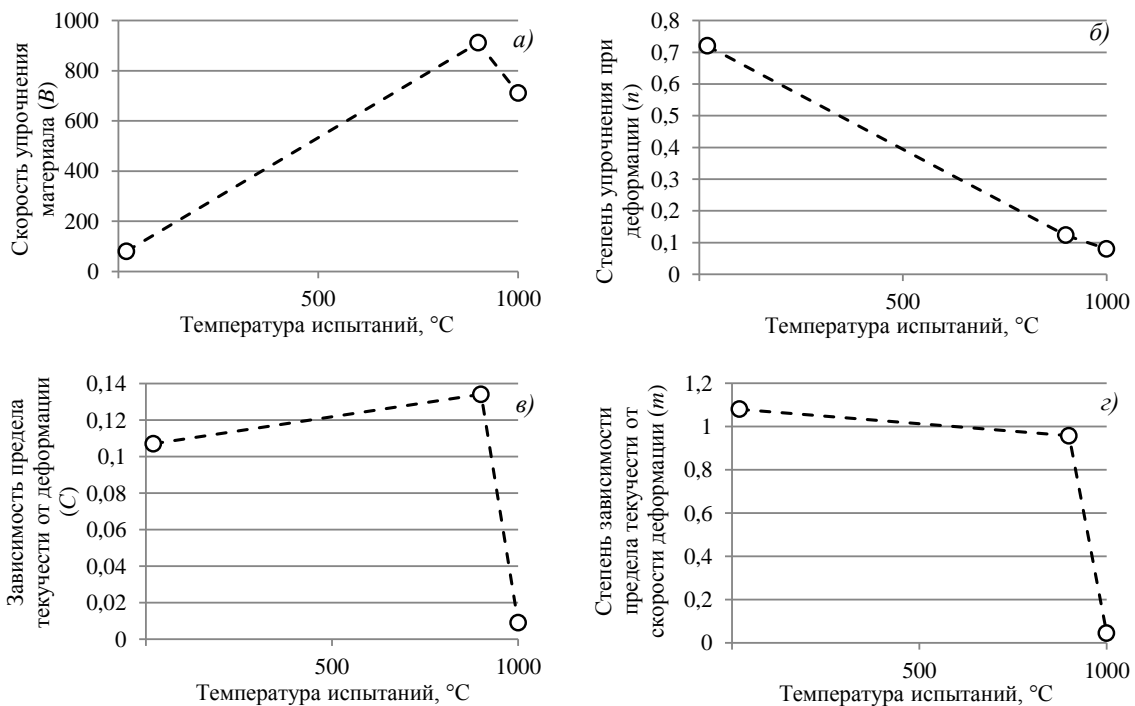 1000
800
600
400
200
0
500
1000
Скорость упрочнения
материала (B)
Температура испытаний, °C
а)
0,8
0,7
0,6
0,5
0,4
0,3
0,2
0,1
0
500
1000
Степень упрочнения при
деформации (n)
Температура испытаний, °C
б)
0,14
0,12
0,1
0,08
0,06
0,04
0,02
0
500
1000
Зависимость предела
текучести от деформации
(C)
Температура испытаний, °C
в)
1,2
1
0,8
0,6
0,4
0,2
0
500
1000
Степень зависимости
предела текучести от
скорости деформации (m)
Температура испытаний, °C
г)